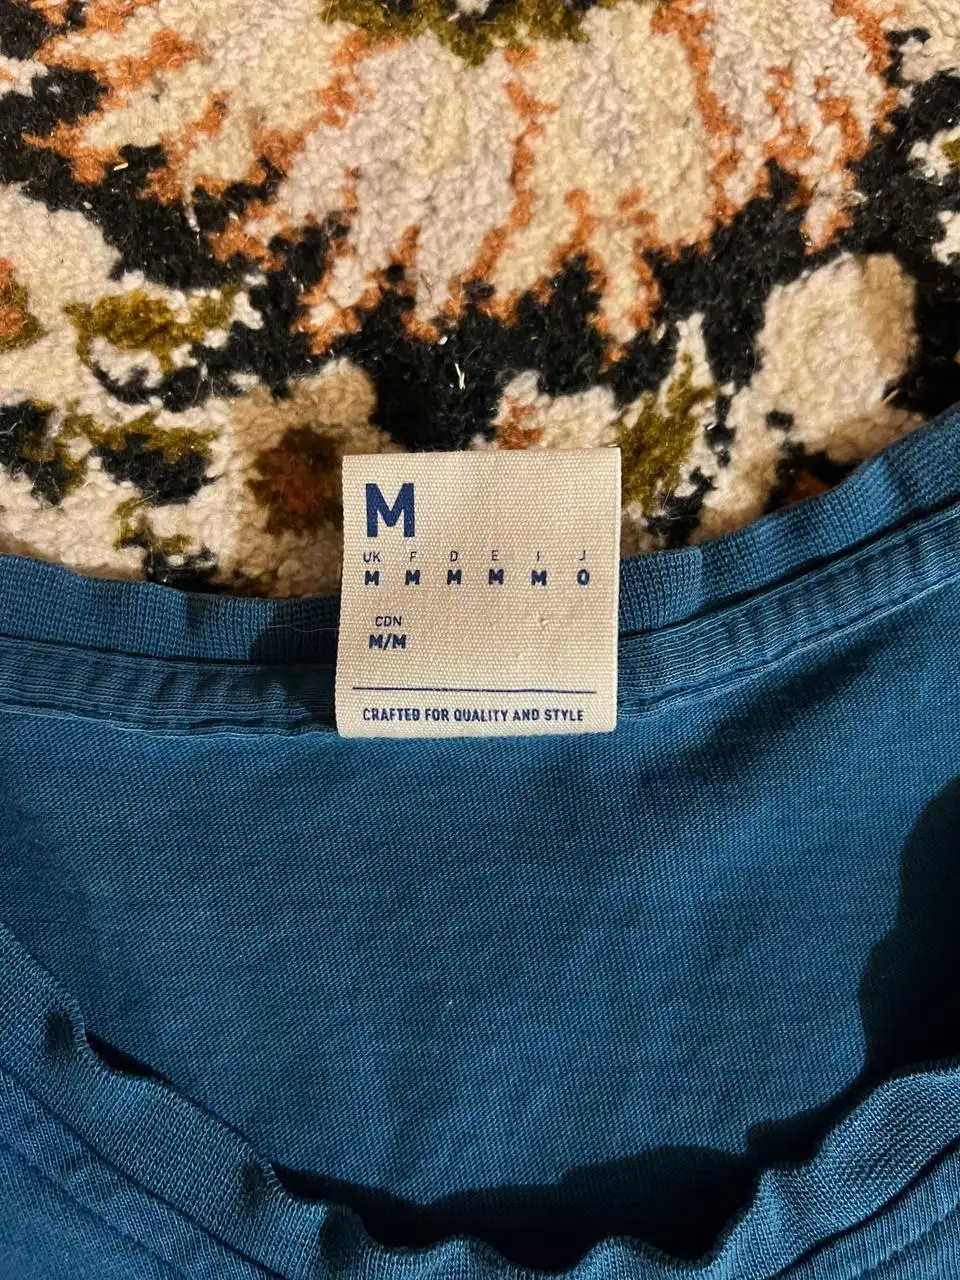 M
UK F D E I J
M M M M M O
CDN
M/M
CRAFTED FOR QUALITY AND STYLE